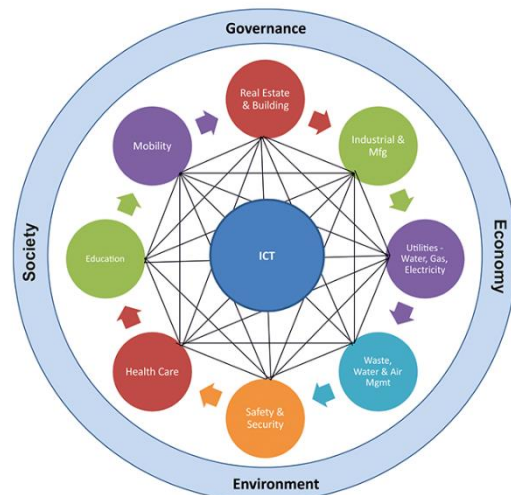 Governance
Real Estate
& Building
Mobility
Industrial &
Mfg
Society
Education
ICT
Utilities -
Water, Gas,
Electricity
Economy
Health Care
Waste,
Water & Air
Mgmt
Safety &
Security
Environment